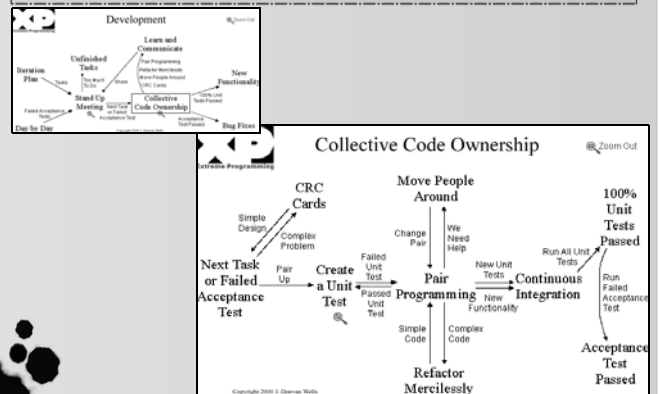 XP
Extreme Programming
Development
Zoom Out
Learn and
Communicate
Unfinished
Tasks
Pair Programming
Refactor Mercilessly
Move People Around
CRC Cards
Iteration
Plan
Tasks
Too Much
To Do
Share
New
Functionality
100% Unit
Tests Passed
Stand Up
Meeting
Next Task
or Failed
Acceptance Test
Collective
Code Ownership
Failed Acceptance
Tests
Acceptance
Test Passed
Day by Day
Bug Fixes
XP
Extreme Programming
Collective Code Ownership
Zoom Out
CRC
Cards
Move People
Around
100%
Unit
Tests
Passed
Simple
Design
Complex
Problem
Change
Pair
We
Need
Help
Run All Unit
Tests
Next Task
or Failed
Acceptance
Test
Pair
Up
Create
a Unit
Test
Failed
Unit
Test
Passed
Unit
Test
Pair
Programming
New Unit
Tests
New
Functionality
Continuous
Integration
Run
Failed
Acceptance
Test
Simple
Code
Complex
Code
Refactor
Mercilessly
Acceptance
Test
Passed
Copyright 2000 J. Donvan Wells